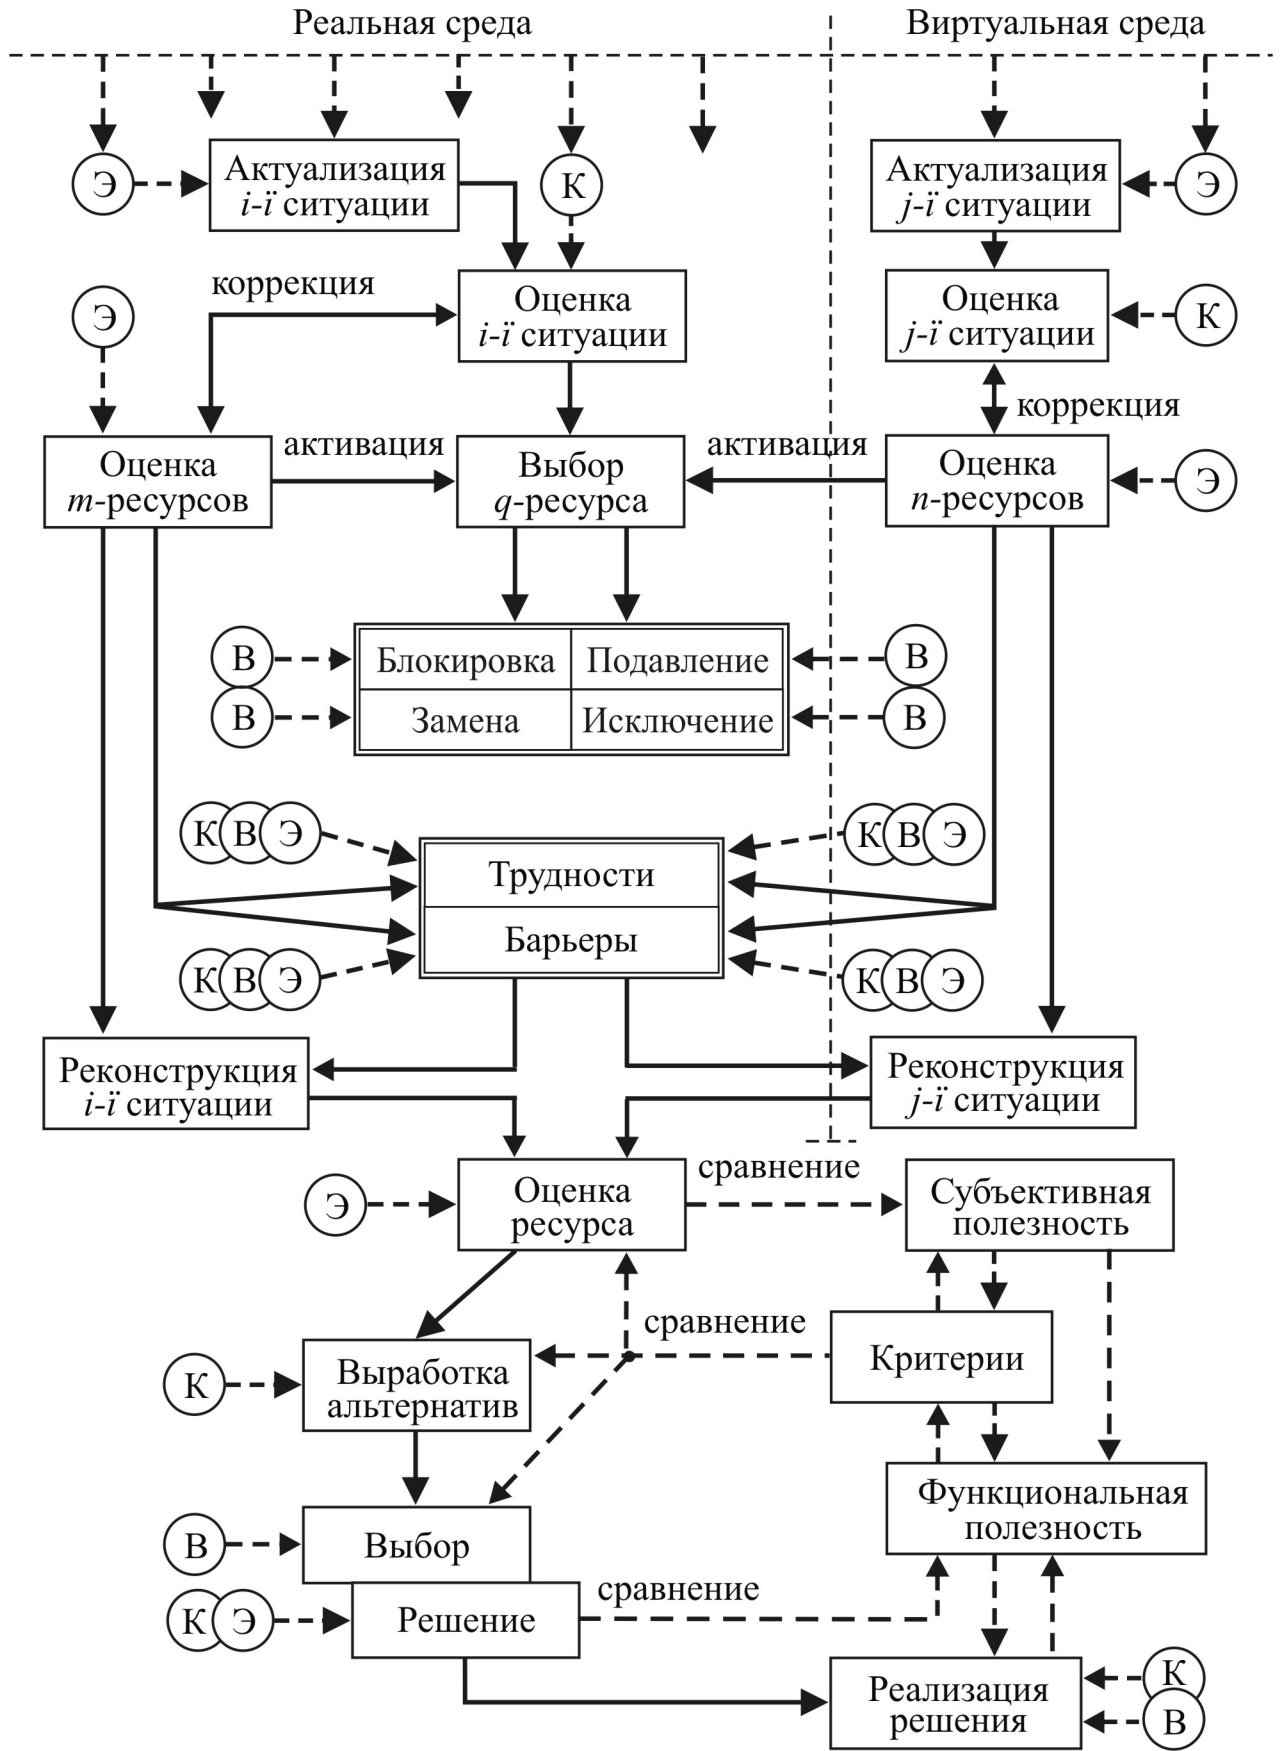 Реальная среда
Виртуальная среда
Э
Актуализация
i-ї ситуации
К
Актуализация
j-ї ситуации
Э
коррекция
Э
Оценка
i-ї ситуации
Оценка
j-ї ситуации
К
коррекция
Оценка
m-ресурсов
активация
Выбор
q-ресурса
активация
Оценка
n-ресурсов
Э
В
Блокировка
Подавление
В
В
Замена
Исключение
В
К В Э
Трудности
К В Э
К В Э
Барьеры
К В Э
Реконструкция
i-ї ситуации
Реконструкция
j-ї ситуации
Э
Оценка
ресурса
сравнение
Субъективная
полезность
сравнение
К
Выработка
альтернатив
Критерии
Функциональная
полезность
В
Выбор
сравнение
К Э
Решение
Реализация
решения
К
В